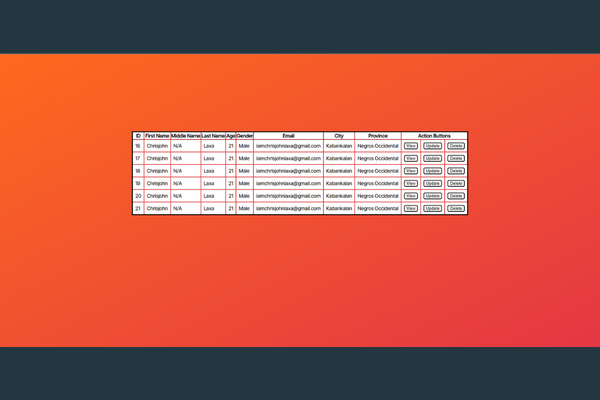 ID First Name Middle Name Last Name Age Gender Email City Province Action Buttons
16 Chrisjohn N/A Laxa 21 Male iamchrisjohnlaxa@gmail.com Kabankalan Negros Occidental View Update Delete
17 Chrisjohn N/A Laxa 21 Male iamchrisjohnlaxa@gmail.com Kabankalan Negros Occidental View Update Delete
18 Chrisjohn N/A Laxa 21 Male iamchrisjohnlaxa@gmail.com Kabankalan Negros Occidental View Update Delete
19 Chrisjohn N/A Laxa 21 Male iamchrisjohnlaxa@gmail.com Kabankalan Negros Occidental View Update Delete
20 Chrisjohn N/A Laxa 21 Male iamchrisjohnlaxa@gmail.com Kabankalan Negros Occidental View Update Delete
21 Chrisjohn N/A Laxa 21 Male iamchrisjohnlaxa@gmail.com Kabankalan Negros Occidental View Update Delete